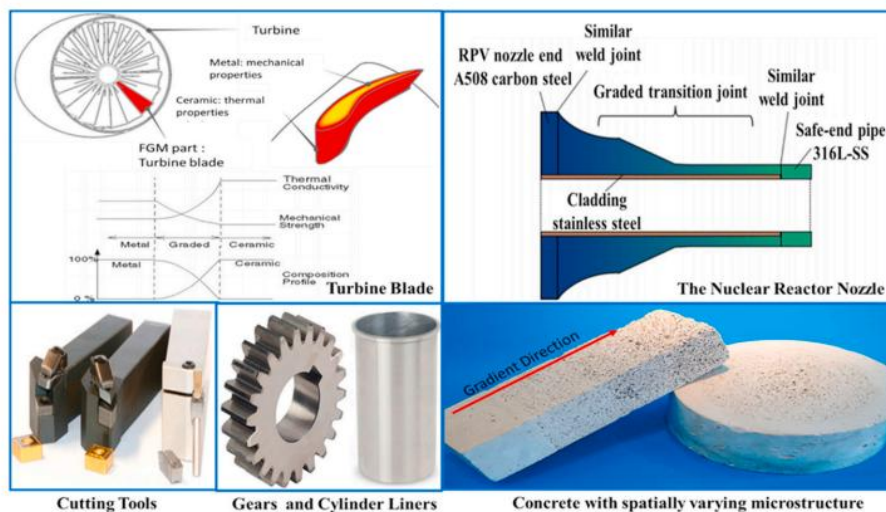 Turbine
Metal: mechanical
properties
Ceramic: thermal
properties
FGM part :
Turbine blade
Thermal
Conductivity
Mechanical
Strength
Metal
Graded
Ceramic
100%
Metal
Ceramic
Composition
Profile
0 %
Turbine Blade
Similar
weld joint
RPV nozzle end
A508 carbon steel
Graded transition joint
Similar
weld joint
Safe-end pipe
316L-SS
Cladding
stainless steel
The Nuclear Reactor Nozzle
Gradient Direction
Cutting Tools
Gears and Cylinder Liners
Concrete with spatially varying microstructure